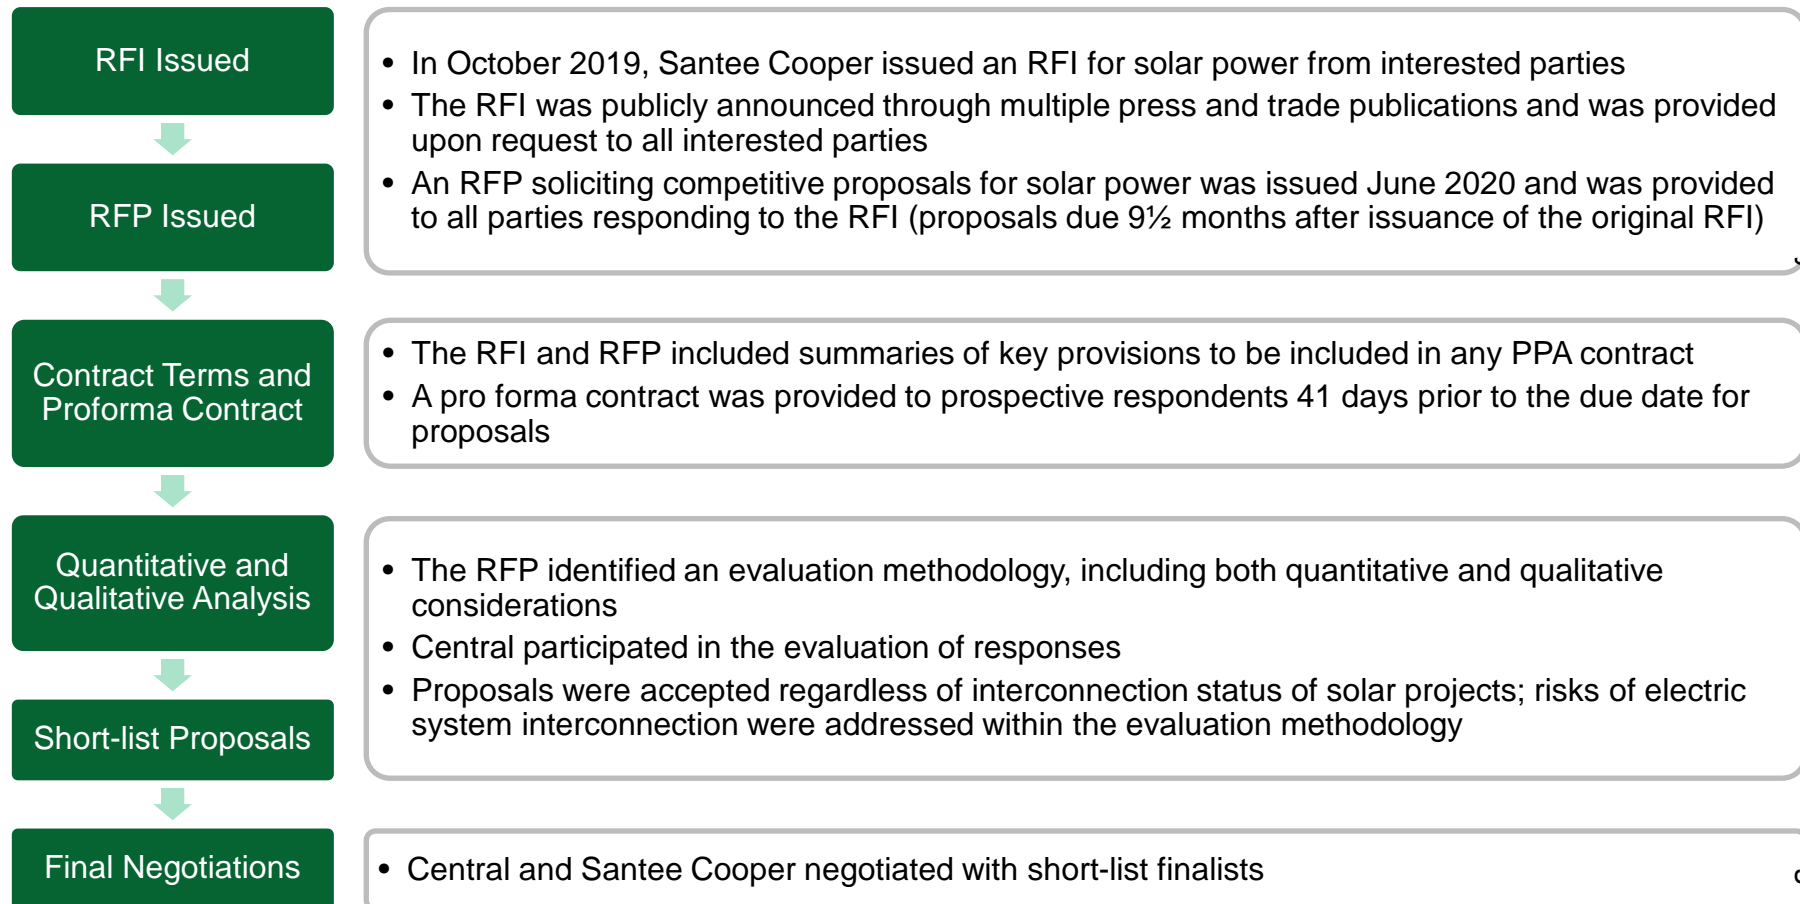 RFI Issued
• In October 2019, Santee Cooper issued an RFI for solar power from interested parties
• The RFI was publicly announced through multiple press and trade publications and was provided
upon request to all interested parties
RFP Issued
• An RFP soliciting competitive proposals for solar power was issued June 2020 and was provided
to all parties responding to the RFI (proposals due 9½ months after issuance of the original RFI)
Contract Terms and
Proforma Contract
• The RFI and RFP included summaries of key provisions to be included in any PPA contract
• A pro forma contract was provided to prospective respondents 41 days prior to the due date for
proposals
Quantitative and
Qualitative Analysis
• The RFP identified an evaluation methodology, including both quantitative and qualitative
considerations
• Central participated in the evaluation of responses
• Proposals were accepted regardless of interconnection status of solar projects; risks of electric
system interconnection were addressed within the evaluation methodology
Short-list Proposals
Final Negotiations
• Central and Santee Cooper negotiated with short-list finalists